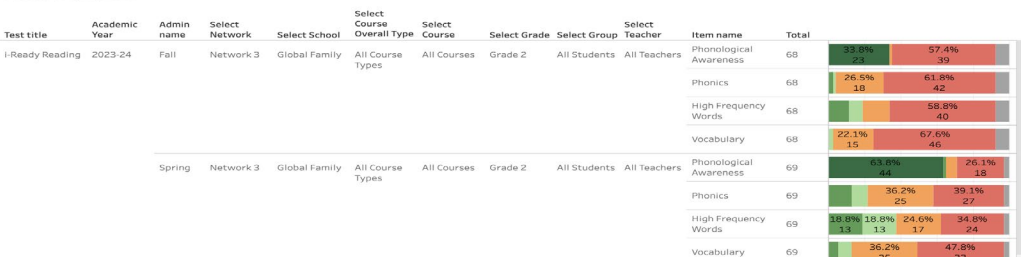 Test title Academic Year Admin name Select Network Select School Select Course Overall Type Select Course Select Grade Select Group Select Teacher Item name Total
i-Ready Reading 2023-24 Fall Network 3 Global Family All Course Types All Courses Grade 2 All Students All Teachers Phonological Awareness 68 33.8% 23 57.4% 39
Phonics 68 26.5% 18 61.8% 42
High Frequency Words 68 58.8% 40
Vocabulary 68 22.1% 15 67.6% 46
Spring Network 3 Global Family All Course Types All Courses Grade 2 All Students All Teachers Phonological Awareness 69 63.8% 44 26.1% 18
Phonics 69 36.2% 25 39.1% 27
High Frequency Words 69 18.8% 13 18.8% 13 24.6% 17 34.8% 24
Vocabulary 69 36.2% 47.8%